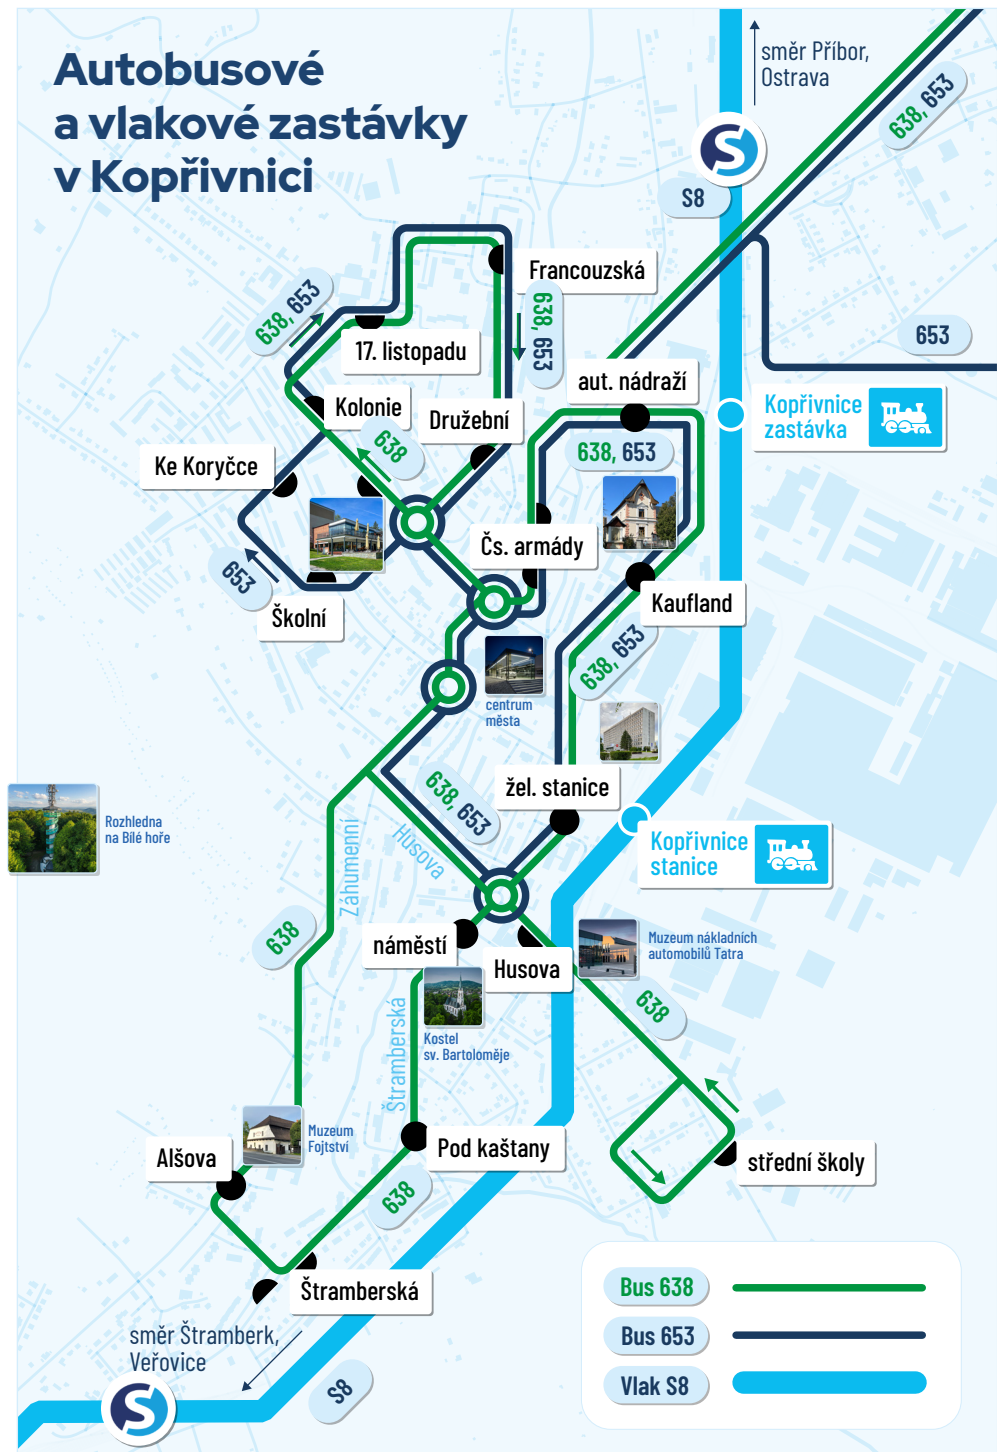 Autobusové
a vlakové zastávky
v Kopřivnici
směr Příbor,
Ostrava
638, 653
S
S8
Francouzská
638, 653
638, 653
17. listopadu
653
aut. nádraží
Kopřivnice
zastávka
Kolonie
Družební
638
638, 653
Ke Koryčce
Čs. armády
653
Školní
Kaufland
638, 653
centrum
města
žel. stanice
638, 653
Rozhledna
na Bílé hoře
Záhumenní
Husova
Kopřivnice
stanice
638
náměstí
Husova
Muzeum nákladních
automobilů Tatra
638
Štramberská
Kostel
sv. Bartoloměje
Muzeum
Fojtství
Alšova
Pod kaštany
střední školy
638
Štramberská
směr Štramberk,
Veřovice
S
S8
Bus 638
Bus 653
Vlak S8